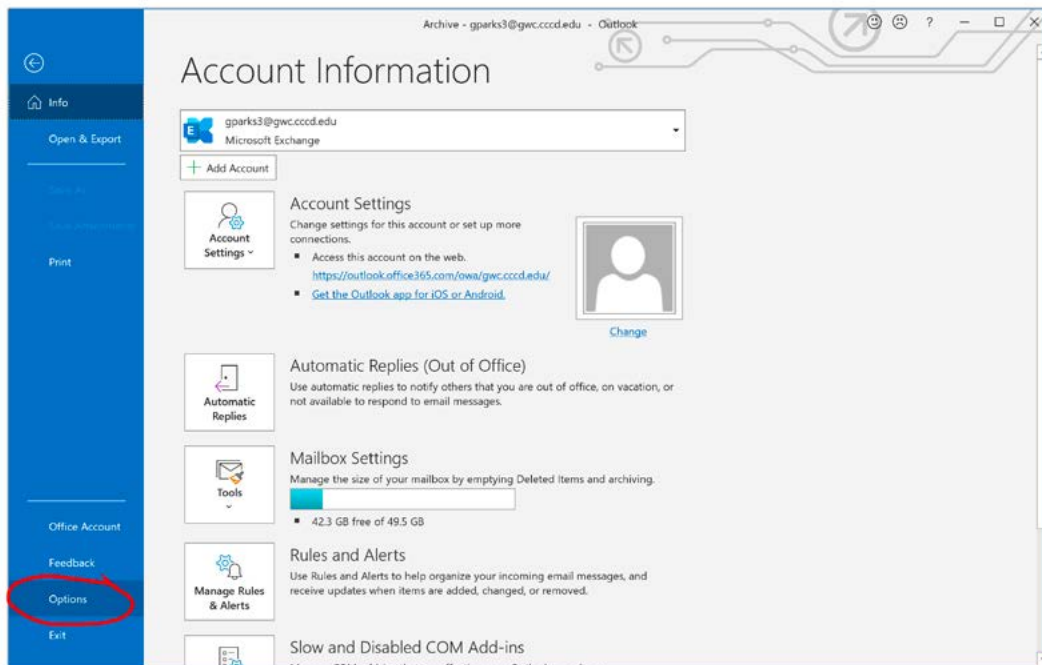 Archive - gparks3@gwc.cccd.edu - Outlook
?
Account Information
Info
Open & Export
Save As
Save Attachments
Print
Office Account
Feedback
Options
Exit
gparks3@gwc.cccd.edu
Microsoft Exchange
Add Account
Account
Settings
Account Settings
Change settings for this account or set up more
connections.
Access this account on the web.
https://outlook.office365.com/owa/gwc.cccd.edu/
Get the Outlook app for iOS or Android.
Change
Automatic
Replies
Automatic Replies (Out of Office)
Use automatic replies to notify others that you are out of office, on vacation, or
not available to respond to email messages.
Tools
Mailbox Settings
Manage the size of your mailbox by emptying Deleted Items and archiving.
42.3 GB free of 49.5 GB
Manage Rules
& Alerts
Rules and Alerts
Use Rules and Alerts to help organize your incoming email messages, and
receive updates when items are added, changed, or removed.
Slow and Disabled COM Add-ins